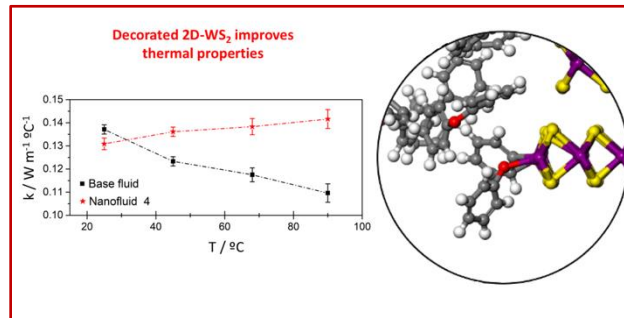 Decorated 2D-WS₂ improves
thermal properties
k / W m⁻¹ ºC⁻¹
0.15
0.14
0.13
0.12
0.11
0.10
Base fluid
Nanofluid 4
20
40
60
80
100
T / ºC